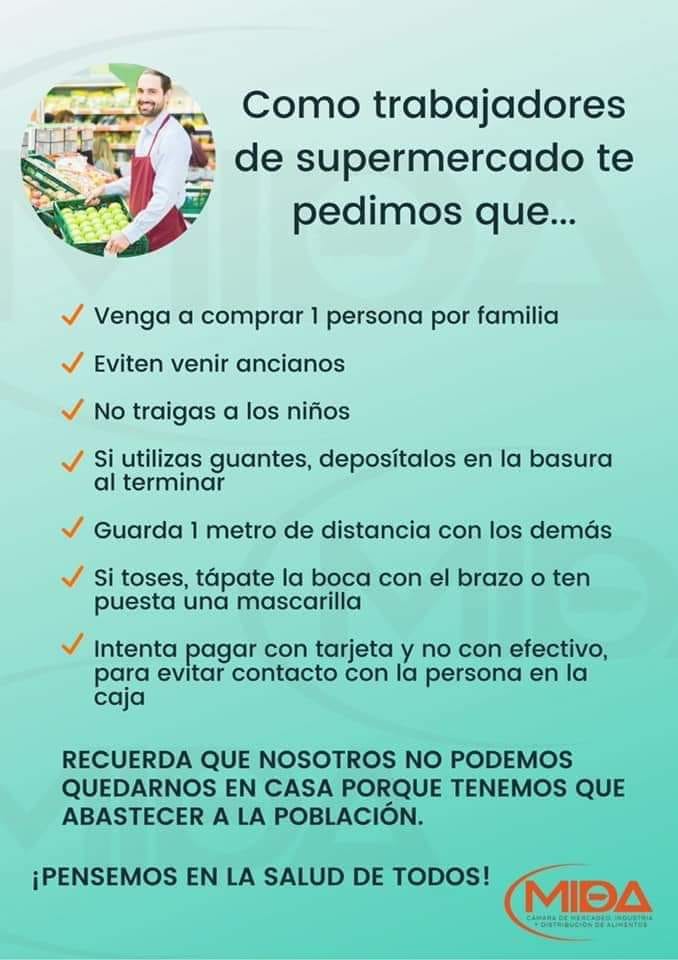 Como trabajadores
de supermercado te
pedimos que...
Venga a comprar 1 persona por familia
Eviten venir ancianos
No traigas a los niños
Si utilizas guantes, deposítalos en la basura
al terminar
Guarda 1 metro de distancia con los demás
Si toses, tápate la boca con el brazo o ten
puesta una mascarilla
Intenta pagar con tarjeta y no con efectivo,
para evitar contacto con la persona en la
caja
RECUERDA QUE NOSOTROS NO PODEMOS
QUEDARNOS EN CASA PORQUE TENEMOS QUE
ABASTECER A LA POBLACIÓN.
¡PENSEMOS EN LA SALUD DE TODOS!
MIDA
CÁMARA DE MERCADEO, INDUSTRIA
Y DISTRIBUCIÓN DE ALIMENTOS